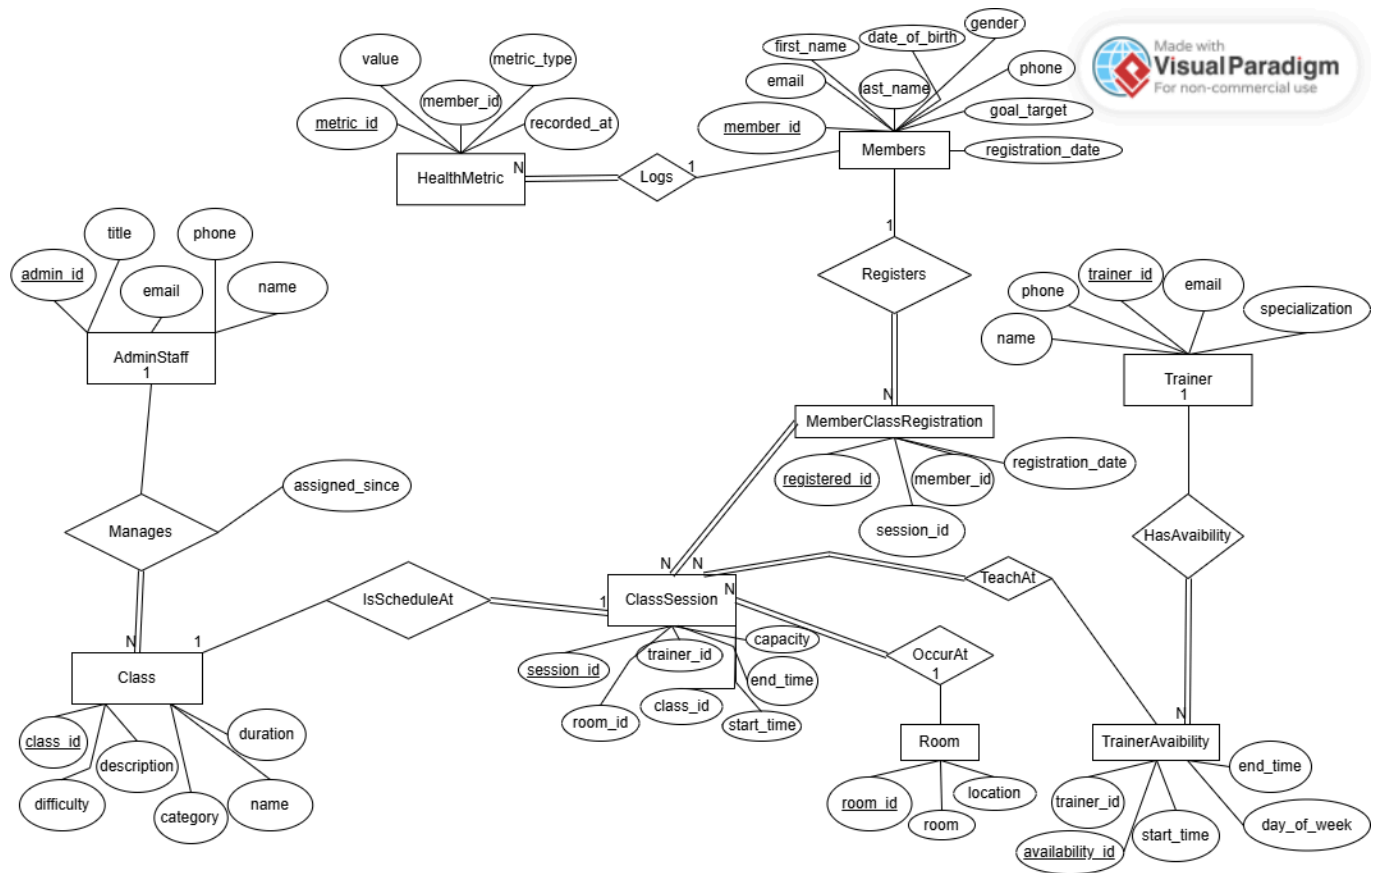 Made with
Visual Paradigm
For non-commercial use
value
metric_type
member_id
metric_id
recorded_at
HealthMetric
N
Logs
1
first_name
date_of_birth
gender
email
last_name
phone
goal_target
member_id
registration_date
Members
1
Registers
N
title
phone
admin_id
email
name
AdminStaff
1
Manages
assigned_since
N
Class
class_id
description
duration
difficulty
category
name
1
IsScheduleAt
1
MemberClassRegistration
registered_id
member_id
registration_date
session_id
trainer_id
email
phone
specialization
name
Trainer
1
HasAvaibility
N
N
N
N
ClassSession
TeachAt
session_id
trainer_id
capacity
end_time
room_id
class_id
start_time
OccurAt
1
Room
room_id
location
room
TrainerAvaibility
trainer_id
end_time
availability_id
start_time
day_of_week